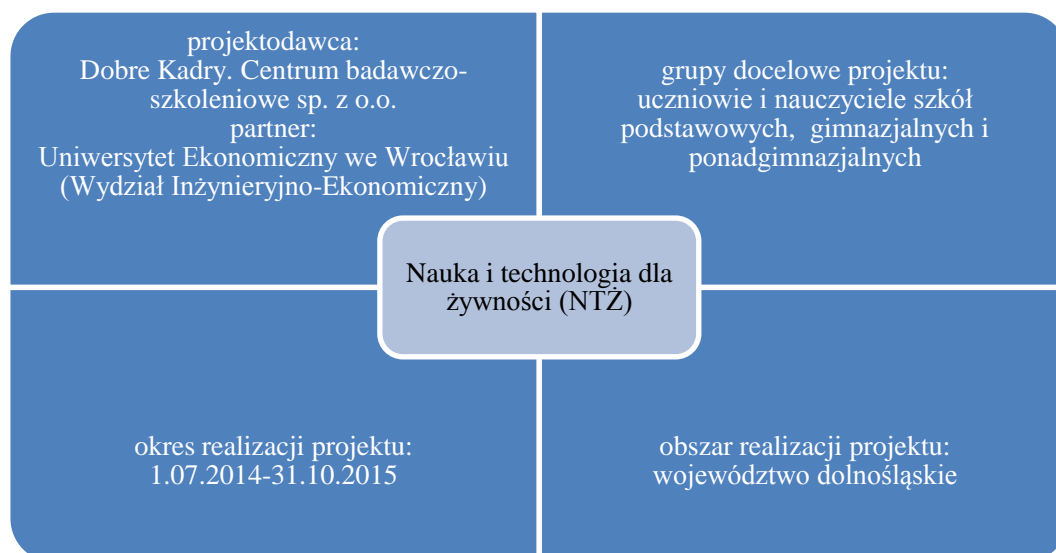 projektodawca:
Dobre Kadry. Centrum badawczo-
szkoleniowe sp. z o.o.
partner:
Uniwersytet Ekonomiczny we Wrocławiu
(Wydział Inżynieryjno-Ekonomiczny)
grupy docelowe projektu:
uczniowie i nauczyciele szkół
podstawowych, gimnazjalnych i
ponadgimnazjalnych
Nauka i technologia dla
żywności (NTŻ)
okres realizacji projektu:
1.07.2014-31.10.2015
obszar realizacji projektu:
województwo dolnośląskie